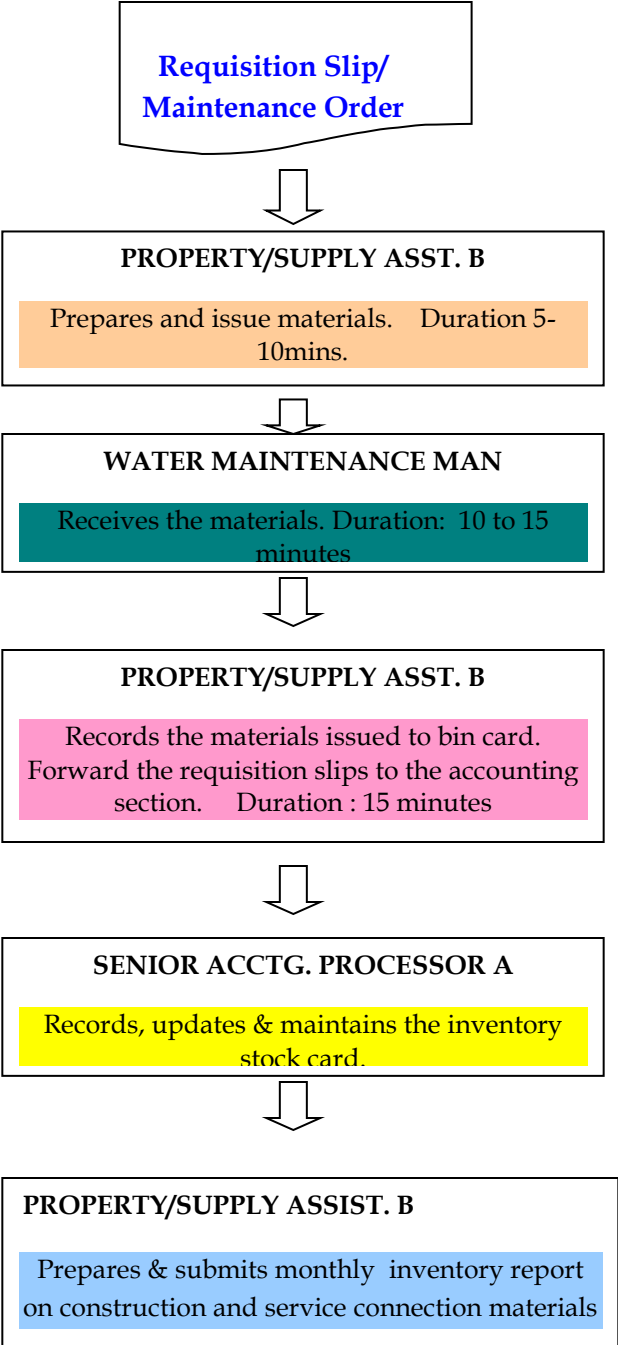 Requisition Slip/
Maintenance Order
PROPERTY/SUPPLY ASST. B
Prepares and issue materials. Duration 5-
10mins.
WATER MAINTENANCE MAN
Receives the materials. Duration: 10 to 15
minutes
PROPERTY/SUPPLY ASST. B
Records the materials issued to bin card.
Forward the requisition slips to the accounting
section. Duration : 15 minutes
SENIOR ACCTG. PROCESSOR A
Records, updates & maintains the inventory
stock card.
PROPERTY/SUPPLY ASSIST. B
Prepares & submits monthly inventory report
on construction and service connection materials